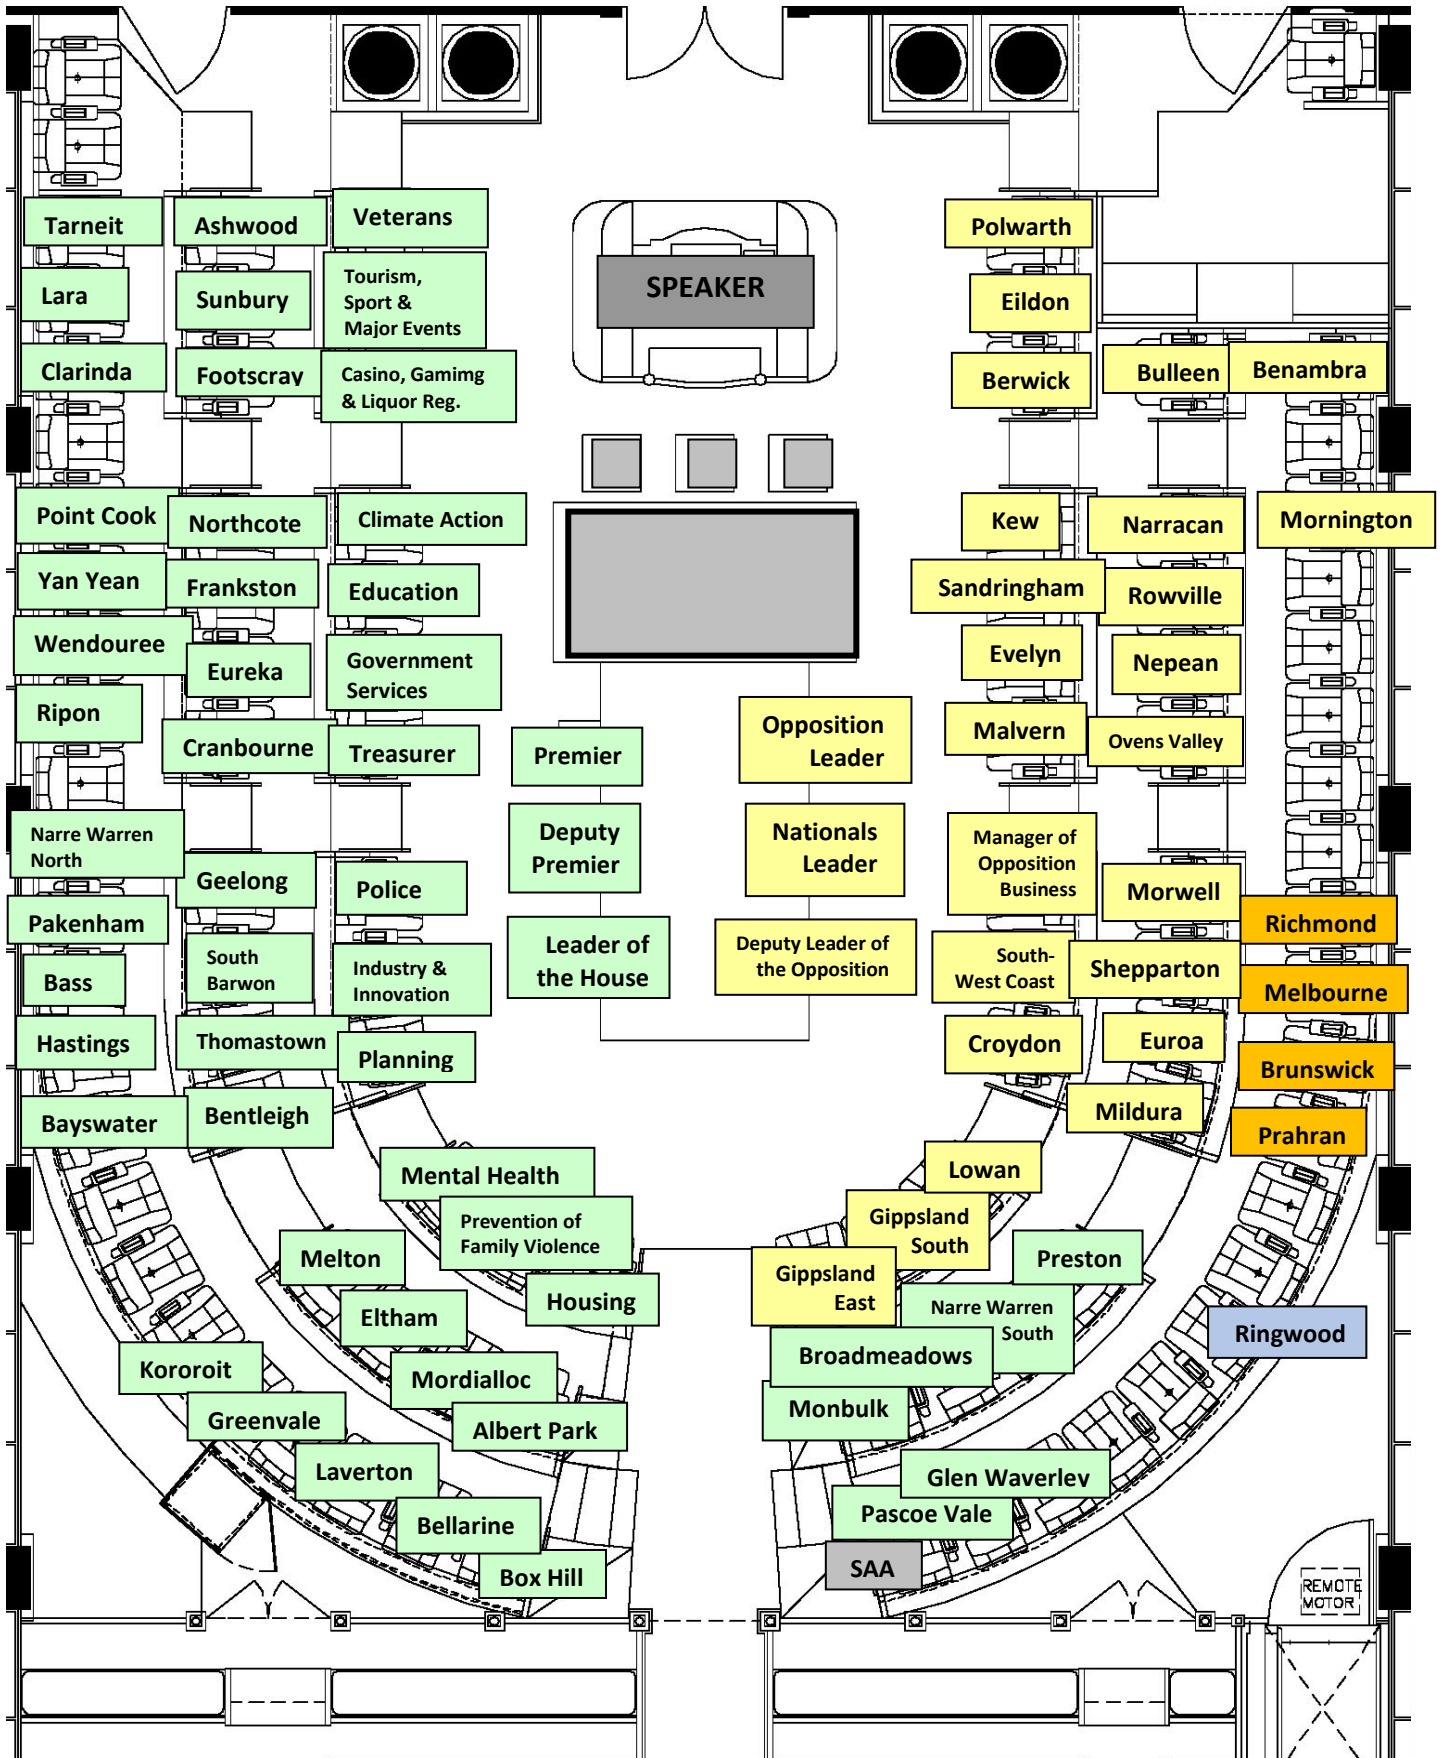 Tarneit
Ashwood
Veterans
Polwarth
Lara
Sunbury
Tourism,
Sport &
Major Events
SPEAKER
Eildon
Clarinda
Footscray
Casino, Gamimg
& Liquor Reg.
Berwick
Bulleen
Benambra
Point Cook
Northcote
Climate Action
Kew
Narracan
Mornington
Yan Yean
Frankston
Education
Sandringham
Rowville
Wendouree
Eureka
Government
Services
Evelyn
Nepean
Ripon
Cranbourne
Treasurer
Premier
Opposition
Leader
Malvern
Ovens Valley
Narre Warren
North
Geelong
Police
Deputy
Premier
Nationals
Leader
Manager of
Opposition
Business
Morwell
Pakenham
South
Barwon
Industry &
Innovation
Leader of
the House
Deputy Leader of
the Opposition
South-
West Coast
Shepparton
Richmond
Bass
Melbourne
Hastings
Thomastown
Planning
Croydon
Euroa
Brunswick
Bayswater
Bentleigh
Mildura
Prahran
Mental Health
Lowan
Prevention of
Family Violence
Gippsland
South
Melton
Preston
Housing
Gippsland
East
Narre Warren
South
Eltham
Ringwood
Kororoit
Mordialloc
Broadmeadows
Greenvale
Albert Park
Monbulk
Laverton
Glen Waverley
Bellarine
Pascoe Vale
Box Hill
SAA
REMOTE
MOTOR